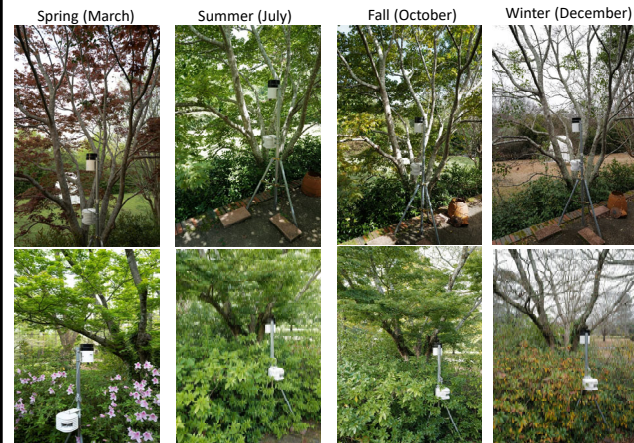 Spring (March)
Summer (July)
Fall (October)
Winter (December)